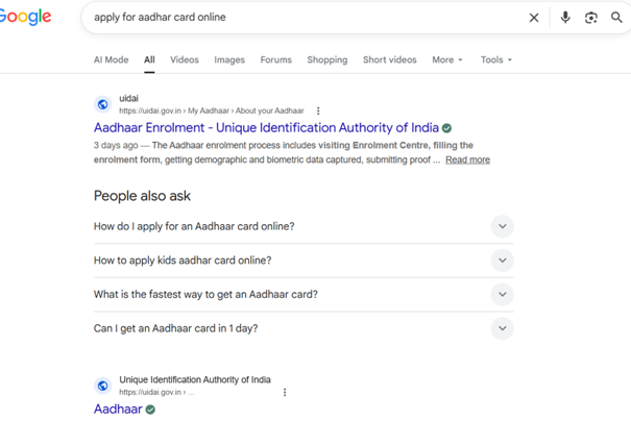 Google
apply for aadhar card online
AI Mode All Videos Images Forums Shopping Short videos More Tools
uidai
https://uidai.gov.in › My Aadhaar › About your Aadhaar
Aadhaar Enrolment - Unique Identification Authority of India
3 days ago — The Aadhaar enrolment process includes visiting Enrolment Centre, filling the
enrolment form, getting demographic and biometric data captured, submitting proof ... Read more
People also ask
How do I apply for an Aadhaar card online?
How to apply kids aadhar card online?
What is the fastest way to get an Aadhaar card?
Can I get an Aadhaar card in 1 day?
Unique Identification Authority of India
https://uidai.gov.in › ...
Aadhaar